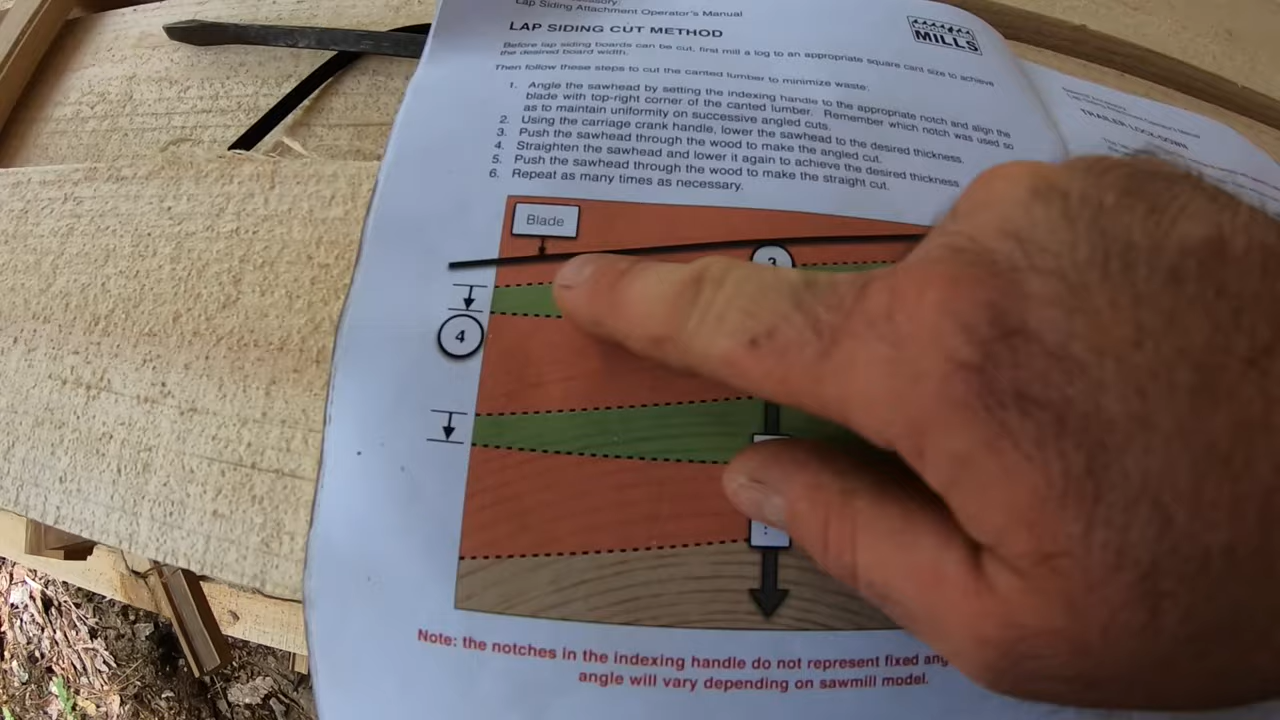 Lap Siding Attachment Operator's Manual
MILLS
LAP SIDING CUT METHOD
Before lap siding boards can be cut, first mill a log to an appropriate square cant size to achieve
the desired board width.
Then follow these steps to cut the canted lumber to minimize waste:
1. Angle the sawhead by setting the indexing handle to the appropriate notch and align the
blade with top-right corner of the canted lumber. Remember which notch was used so
as to maintain uniformity on successive angled cuts.
2. Using the carriage crank handle, lower the sawhead to the desired thickness.
3. Push the sawhead through the wood to make the angled cut.
4. Straighten the sawhead and lower it again to achieve the desired thickness
5. Push the sawhead through the wood to make the straight cut.
6. Repeat as many times as necessary.
Blade
3
4
Note: the notches in the indexing handle do not represent fixed
angle will vary depending on sawmill model.
TRAILER LOCK-DOWN